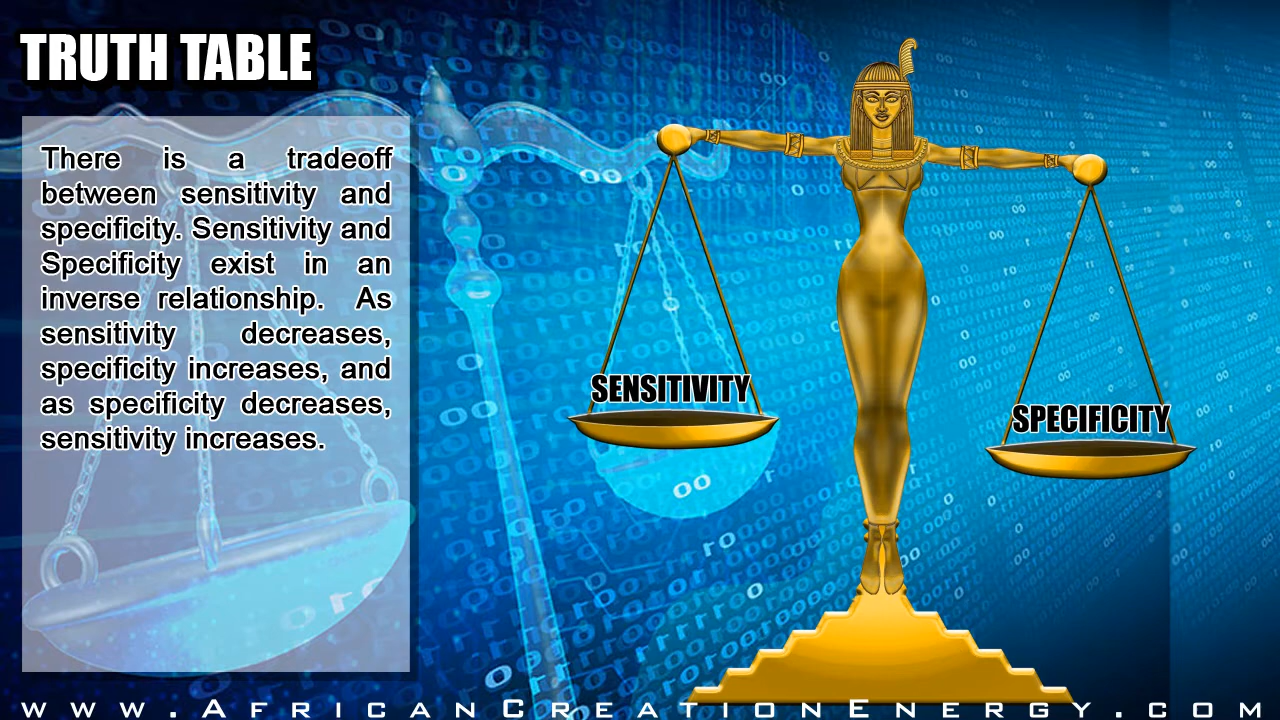 TRUTH TABLE
There is a tradeoff
between sensitivity and
specificity. Sensitivity and
Specificity exist in an
inverse relationship. As
sensitivity decreases,
specificity increases, and
as specificity decreases,
sensitivity increases.
SENSITIVITY
SPECIFICITY
www.AfricanCreationEnergy.com